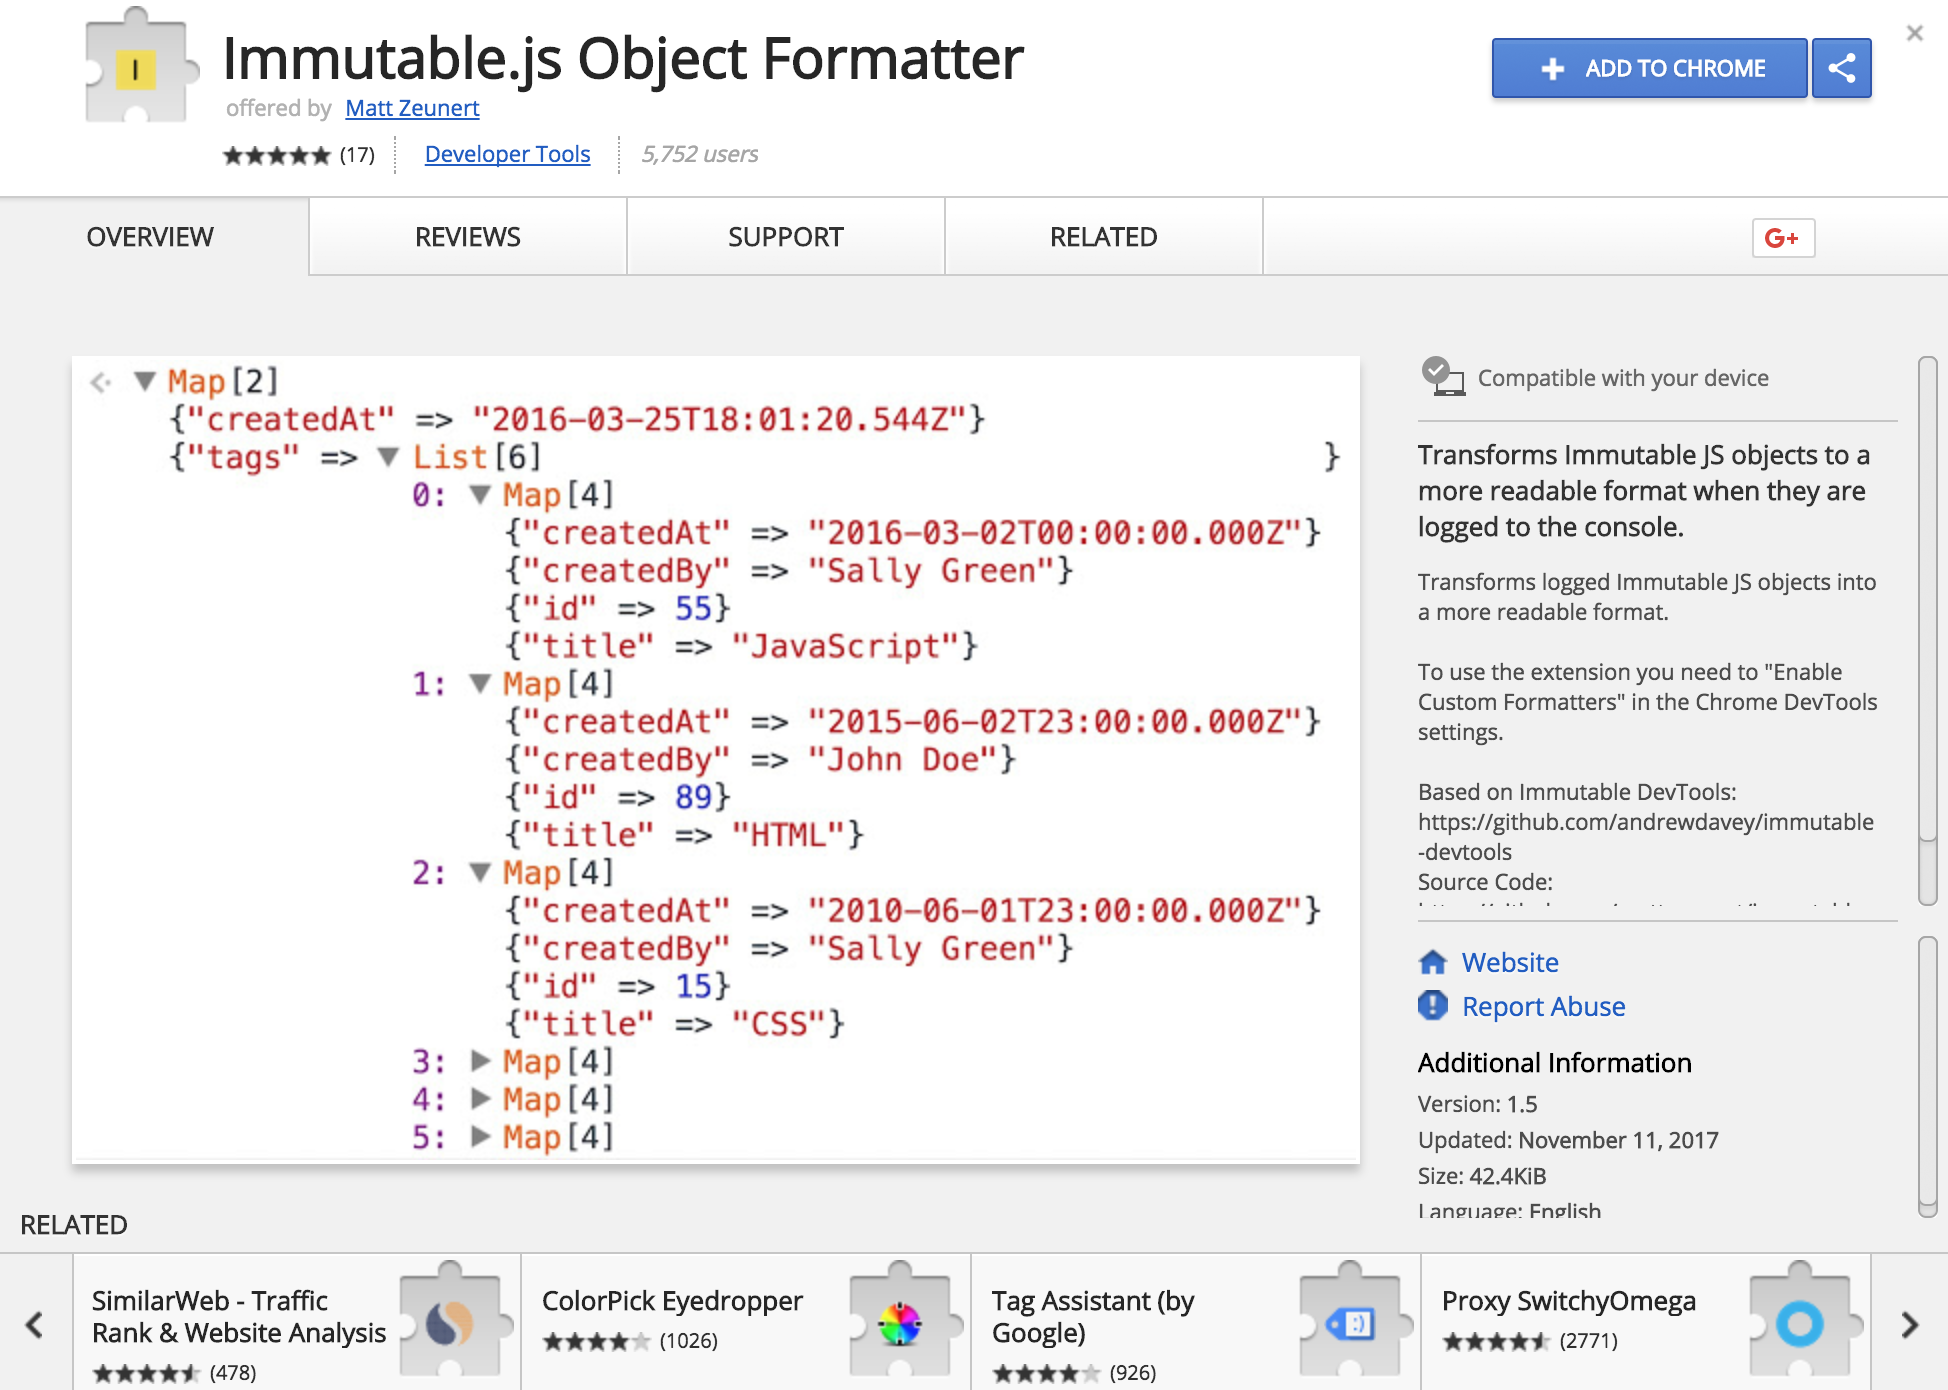 I
Immutable.js Object Formatter
offered by Matt Zeunert
(17) Developer Tools 5,752 users
ADD TO CHROME
OVERVIEW REVIEWS SUPPORT RELATED G+
Map[2]
{"createdAt" => "2016-03-25T18:01:20.544Z"}
{"tags" => List[6] }
0: Map[4]
{"createdAt" => "2016-03-02T00:00:00.000Z"}
{"createdBy" => "Sally Green"}
{"id" => 55}
{"title" => "JavaScript"}
1: Map[4]
{"createdAt" => "2015-06-02T23:00:00.000Z"}
{"createdBy" => "John Doe"}
{"id" => 89}
{"title" => "HTML"}
2: Map[4]
{"createdAt" => "2010-06-01T23:00:00.000Z"}
{"createdBy" => "Sally Green"}
{"id" => 15}
{"title" => "CSS"}
3: Map[4]
4: Map[4]
5: Map[4]
Compatible with your device
Transforms Immutable JS objects to a
more readable format when they are
logged to the console.
Transforms logged Immutable JS objects into
a more readable format.
To use the extension you need to "Enable
Custom Formatters" in the Chrome DevTools
settings.
Based on Immutable DevTools:
https://github.com/andrewdavey/immutable
-devtools
Source Code:
Website
Report Abuse
Additional Information
Version: 1.5
Updated: November 11, 2017
Size: 42.4KiB
Language: English
RELATED
SimilarWeb - Traffic
Rank & Website Analysis
(478)
ColorPick Eyedropper
(1026)
Tag Assistant (by
Google)
(926)
Proxy SwitchyOmega
(2771)